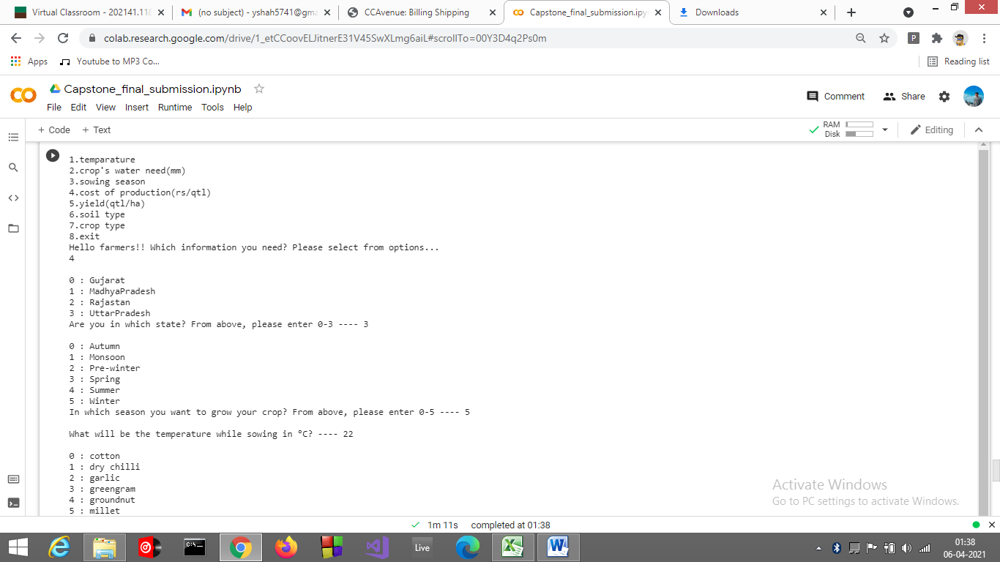 Virtual Classroom - 202141.118
(no subject) - yshah5741@gma
CCAvenue: Billing Shipping
Capstone_final_submission.ipyn
Downloads
colab.research.google.com/drive/1_etCCoovELJitnerE31V45SwXLmg6aiL#scrollTo=00Y3D4q2Ps0m
P
Apps
Youtube to MP3 Co...
Reading list
Capstone_final_submission.ipynb
File Edit View Insert Runtime Tools Help
Comment
Share
+ Code + Text
RAM
Disk
Editing
1.temparature
2.crop's water need(mm)
3.sowing season
4.cost of production(rs/qtl)
5.yield(qtl/ha)
6.soil type
7.crop type
8.exit
Hello farmers!! Which information you need? Please select from options...
4
0 : Gujarat
1 : MadhyaPradesh
2 : Rajastan
3 : UttarPradesh
Are you in which state? From above, please enter 0-3 ---- 3
0 : Autumn
1 : Monsoon
2 : Pre-winter
3 : Spring
4 : Summer
5 : Winter
In which season you want to grow your crop? From above, please enter 0-5 ---- 5
What will be the temperature while sowing in °C? ---- 22
0 : cotton
1 : dry chilli
2 : garlic
3 : greengram
4 : groundnut
5 : millet
Activate Windows
Go to PC settings to activate Windows.
1m 11s completed at 01:38
Live
01:38
06-04-2021